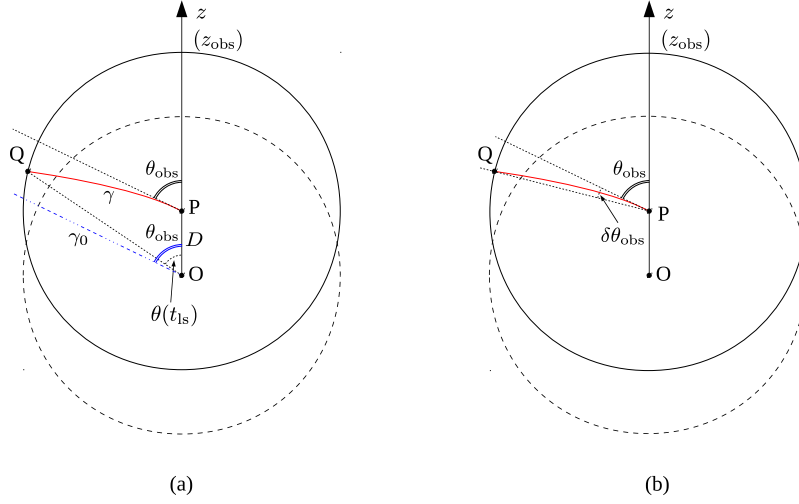 z
(z_obs)
Q
θ_obs
γ
P
θ_obs
D
γ_0
O
θ(t_ls)
(a)
z
(z_obs)
Q
θ_obs
P
δθ_obs
O
(b)